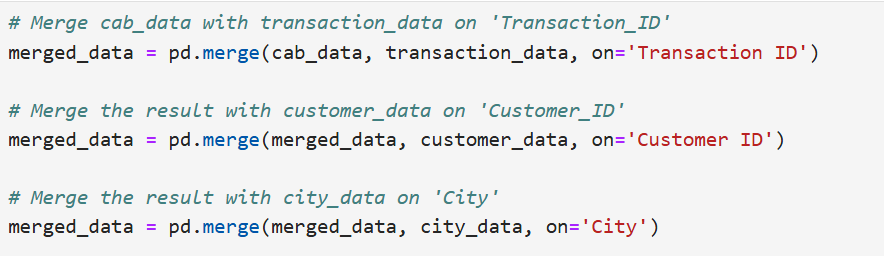 # Merge cab_data with transaction_data on 'Transaction_ID'
merged_data = pd.merge(cab_data, transaction_data, on='Transaction ID')
# Merge the result with customer_data on 'Customer_ID'
merged_data = pd.merge(merged_data, customer_data, on='Customer ID')
# Merge the result with city_data on 'City'
merged_data = pd.merge(merged_data, city_data, on='City')